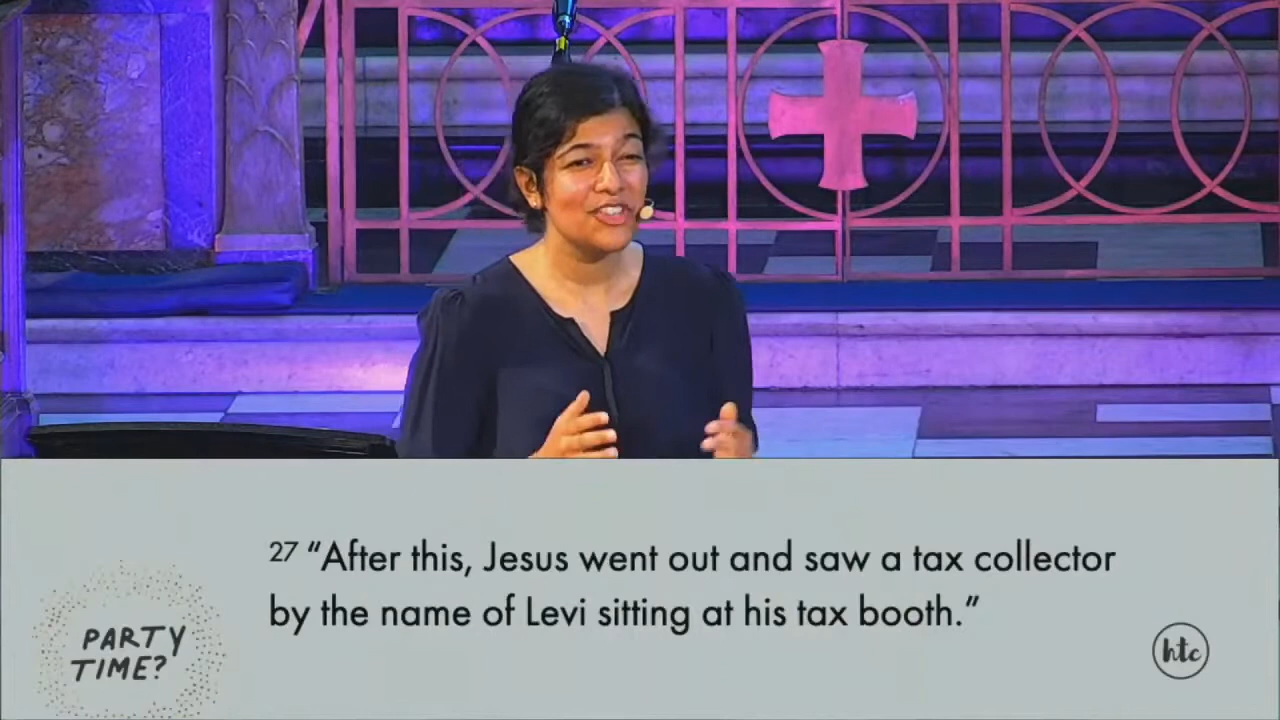 27 “After this, Jesus went out and saw a tax collector
by the name of Levi sitting at his tax booth.”
PARTY
TIME?
htc